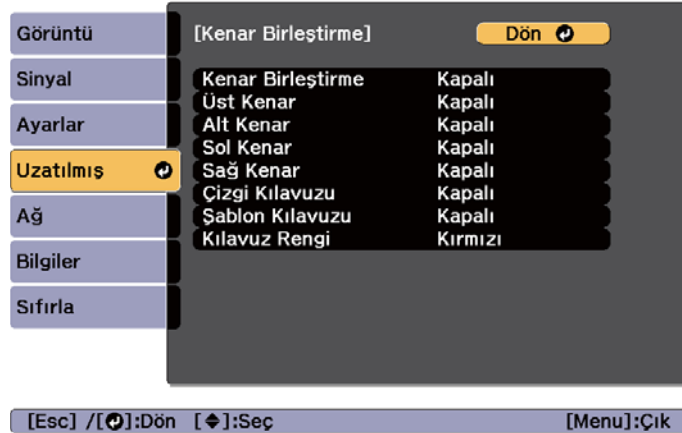 Görüntü
Sinyal
Ayarlar
Uzatılmış
Ağ
Bilgiler
Sıfırla
[Kenar Birleştirme] Dön
Kenar Birleştirme Kapalı
Üst Kenar Kapalı
Alt Kenar Kapalı
Sol Kenar Kapalı
Sağ Kenar Kapalı
Çizgi Kılavuzu Kapalı
Şablon Kılavuzu Kapalı
Kılavuz Rengi Kırmızı
[Esc] /[↵]:Dön [◆]:Seç [Menu]:Çık